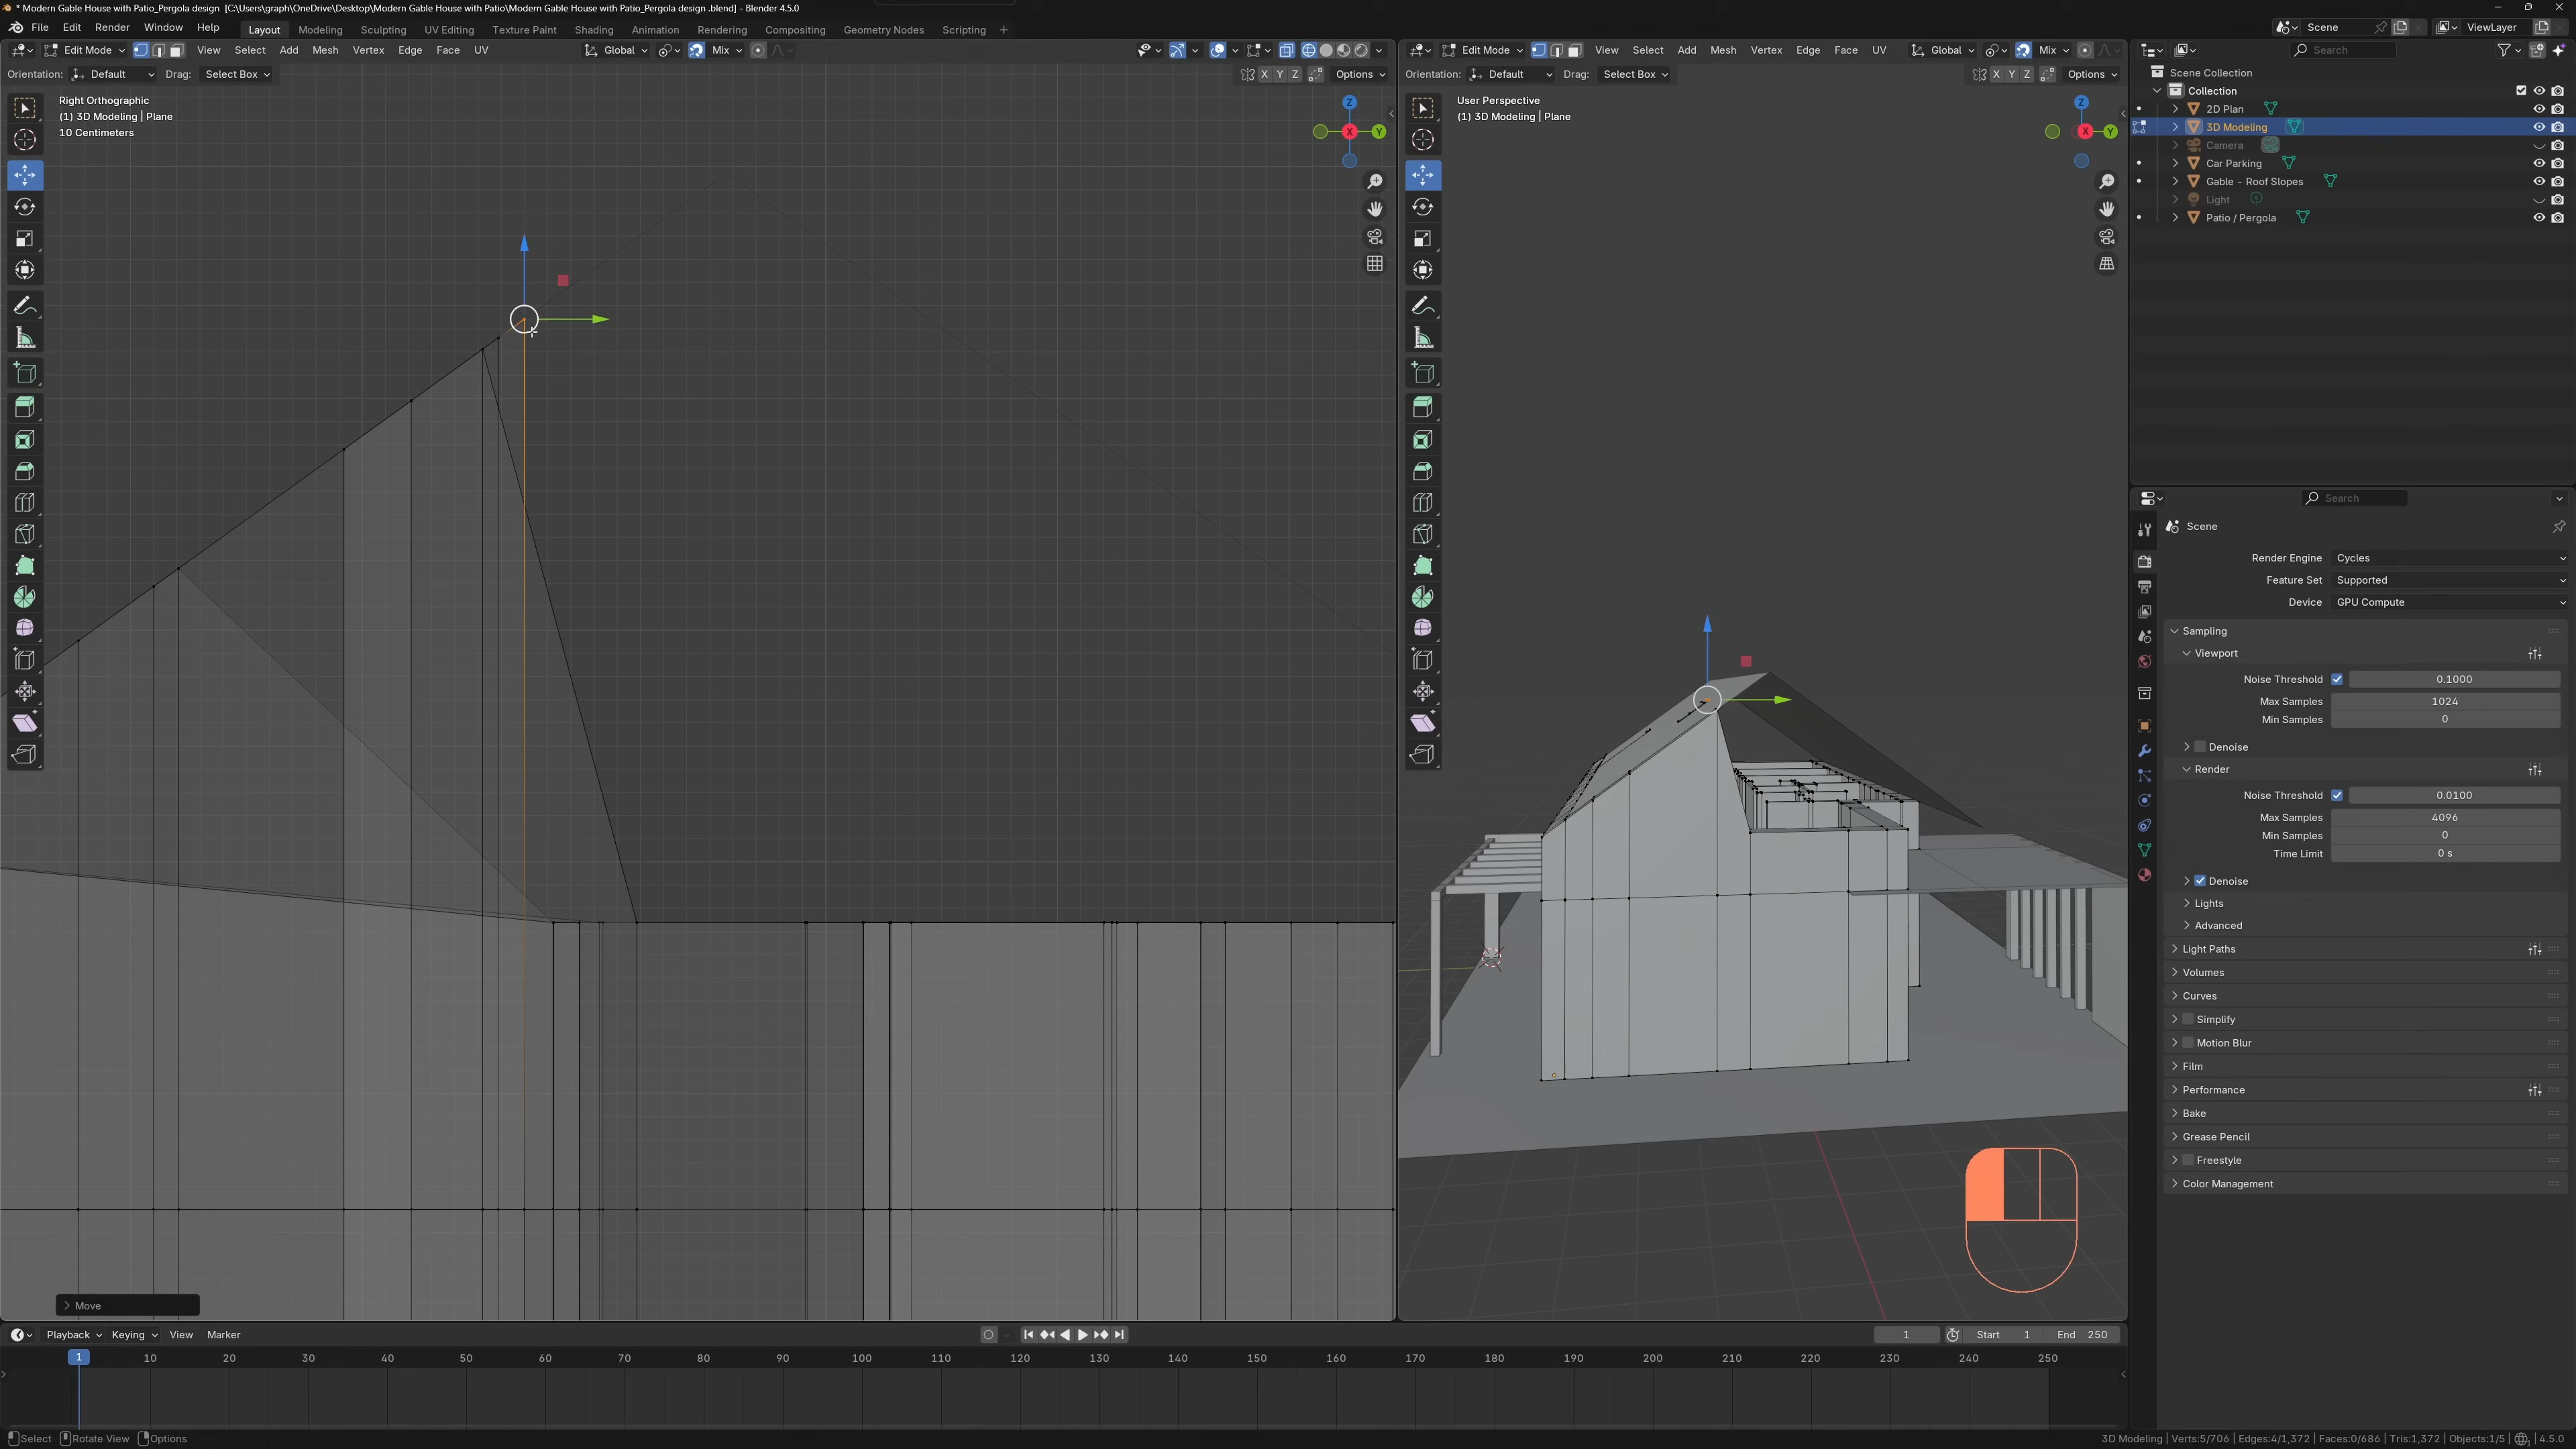 * Modern Gable House with Patio_Pergola design [C:\Users\graph\OneDrive\Desktop\Modern Gable House with Patio\Modern Gable House with Patio_Pergola design .blend] - Blender 4.5.0
File Edit Render Window Help Layout Modeling Sculpting UV Editing Texture Paint Shading Animation Rendering Compositing Geometry Nodes Scripting + Scene ViewLayer
Edit Mode View Select Add Mesh Vertex Edge Face UV Global Mix
Edit Mode View Select Add Mesh Vertex Edge Face UV Global Mix
Search
Orientation: Default Drag: Select Box X Y Z Options
Orientation: Default Drag: Select Box X Y Z Options
Right Orthographic
(1) 3D Modeling | Plane
10 Centimeters
Z
X
Y
User Perspective
(1) 3D Modeling | Plane
Z
X
Y
Scene Collection
Collection
2D Plan
3D Modeling
Camera
Car Parking
Gable - Roof Slopes
Light
Patio / Pergola
Search
Scene
Render Engine Cycles
Feature Set Supported
Device GPU Compute
Sampling
Viewport
Noise Threshold 0.1000
Max Samples 1024
Min Samples 0
Denoise
Render
Noise Threshold 0.0100
Max Samples 4096
Min Samples 0
Time Limit 0 s
Denoise
Lights
Advanced
Light Paths
Volumes
Curves
Simplify
Motion Blur
Film
Performance
Bake
Grease Pencil
Freestyle
Color Management
Move
Playback Keying View Marker 1 Start 1 End 250
1 10 20 30 40 50 60 70 80 90 100 110 120 130 140 150 160 170 180 190 200 210 220 230 240 250
Select Rotate View Options
3D Modeling | Verts:5/706 | Edges:4/1,372 | Faces:0/686 | Tris:1,372 | Objects:1/5 | 4.5.0